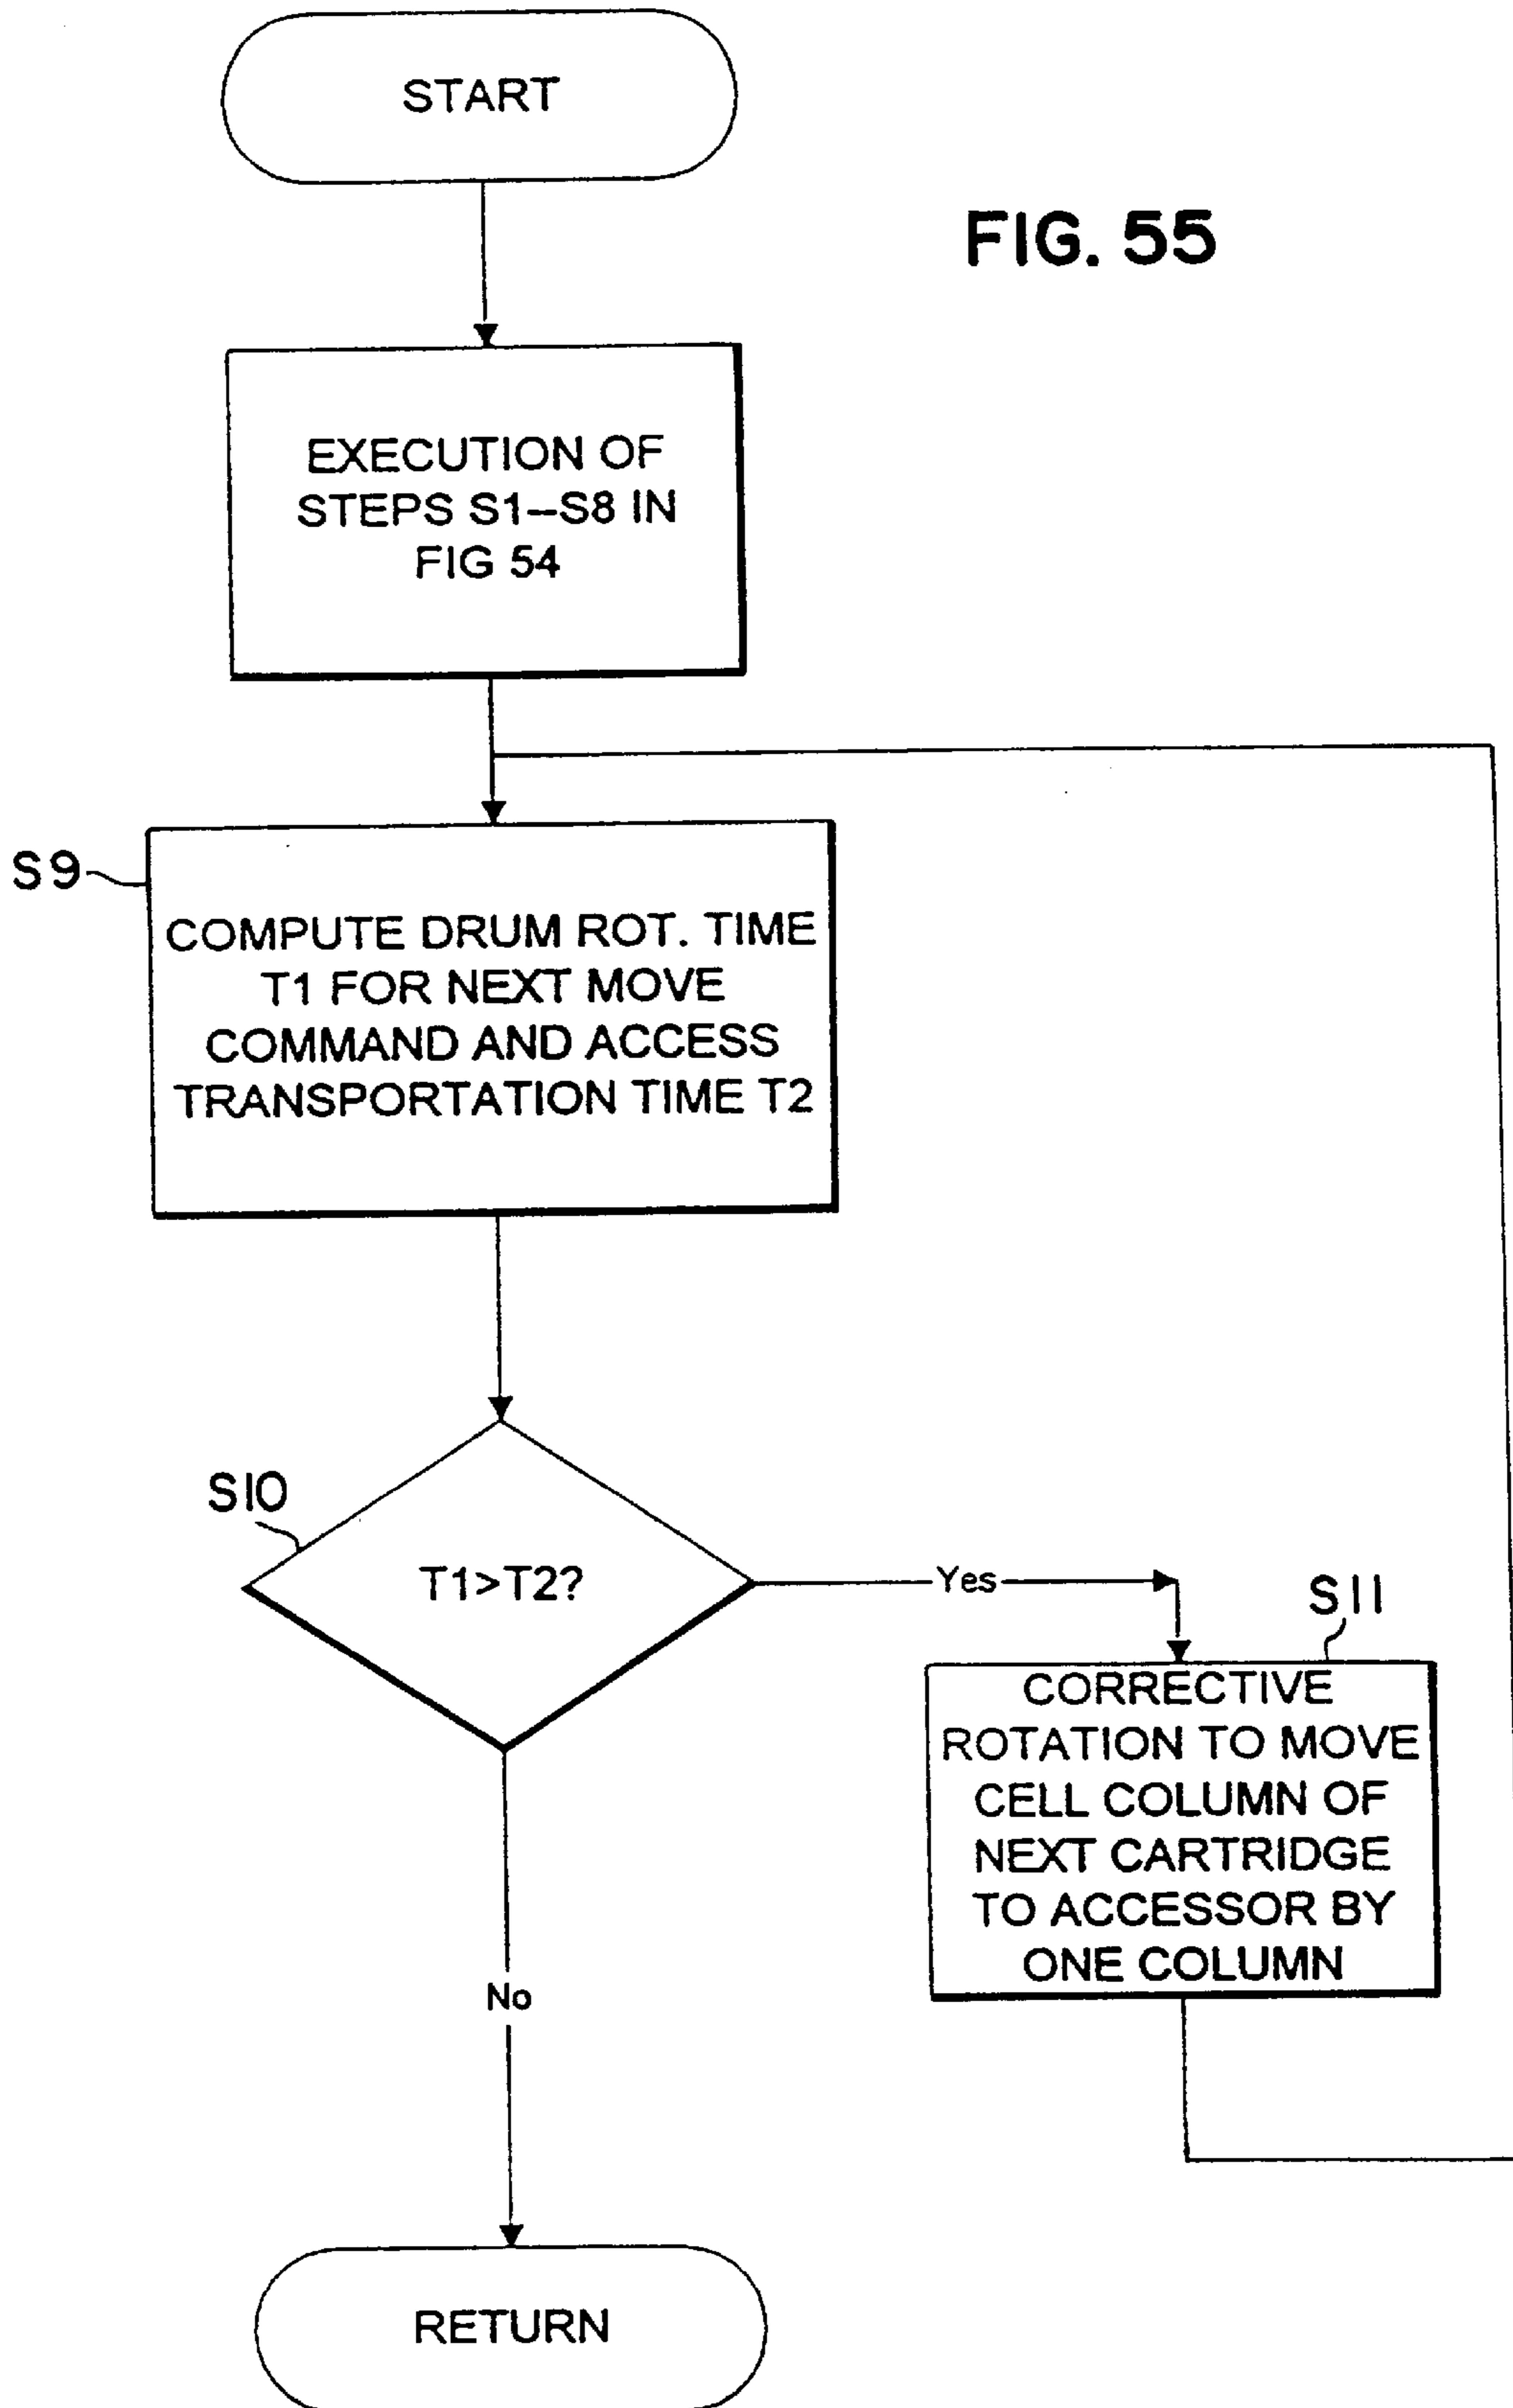 START
FIG. 55
EXECUTION OF
STEPS S1–S8 IN
FIG 54
S9
COMPUTE DRUM ROT. TIME
T1 FOR NEXT MOVE
COMMAND AND ACCESS
TRANSPORTATION TIME T2
S10
T1>T2?
Yes
S11
CORRECTIVE
ROTATION TO MOVE
CELL COLUMN OF
NEXT CARTRIDGE
TO ACCESSOR BY
ONE COLUMN
No
RETURN